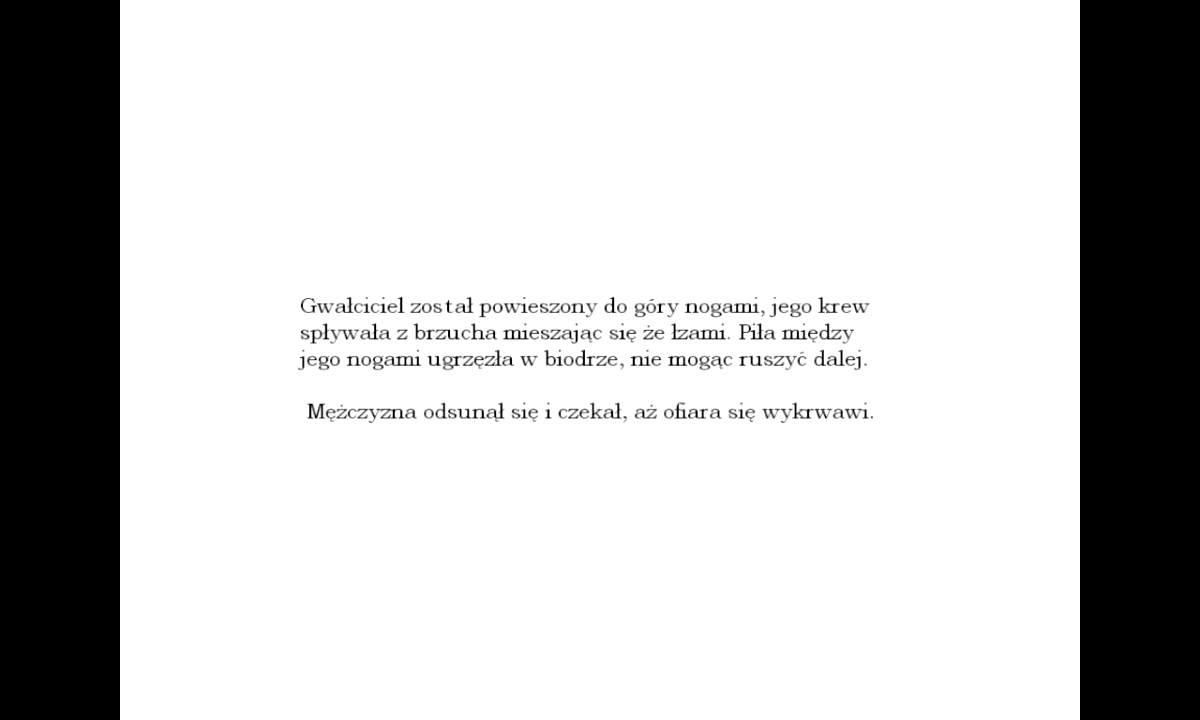 Gwałciciel został powieszony do góry nogami, jego krew
spływała z brzucha mieszając się że łzami. Piła między
jego nogami ugrzęzła w biodrze, nie mogąc ruszyć dalej.
Mężczyzna odsunął się i czekał, aż ofiara się wykrwawi.